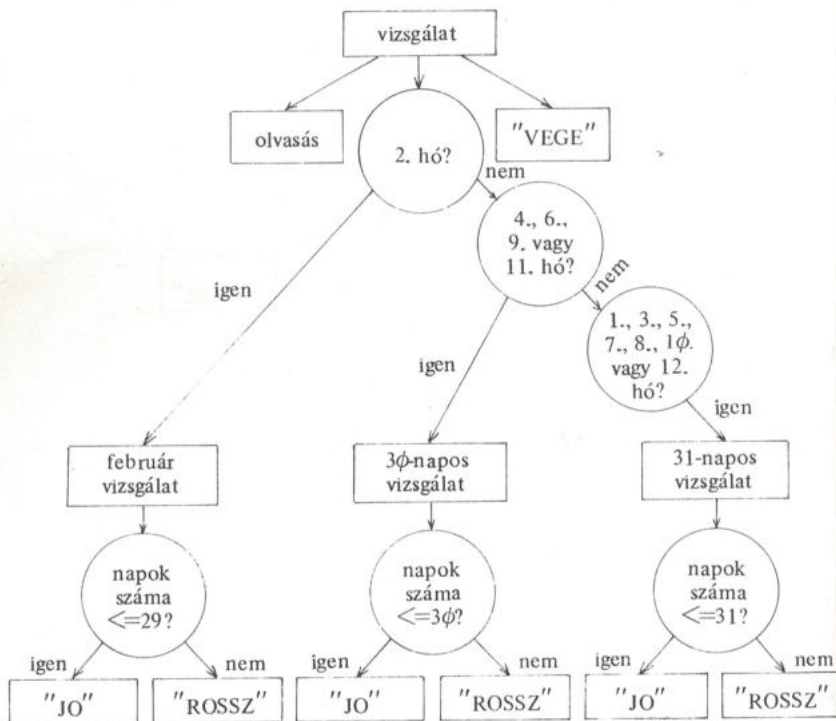 vizsgálat
olvasás
2. hó?
"VEGE"
nem
4., 6.,
9. vagy
11. hó?
igen
nem
1., 3., 5.,
7., 8., 1ϕ.
vagy 12.
hó?
igen
igen
február
vizsgálat
3ϕ-napos
vizsgálat
31-napos
vizsgálat
napok
száma
<=29?
napok
száma
<=3ϕ?
napok
száma
<=31?
igen
nem
igen
nem
igen
nem
"JO"
"ROSSZ"
"JO"
"ROSSZ"
"JO"
"ROSSZ"